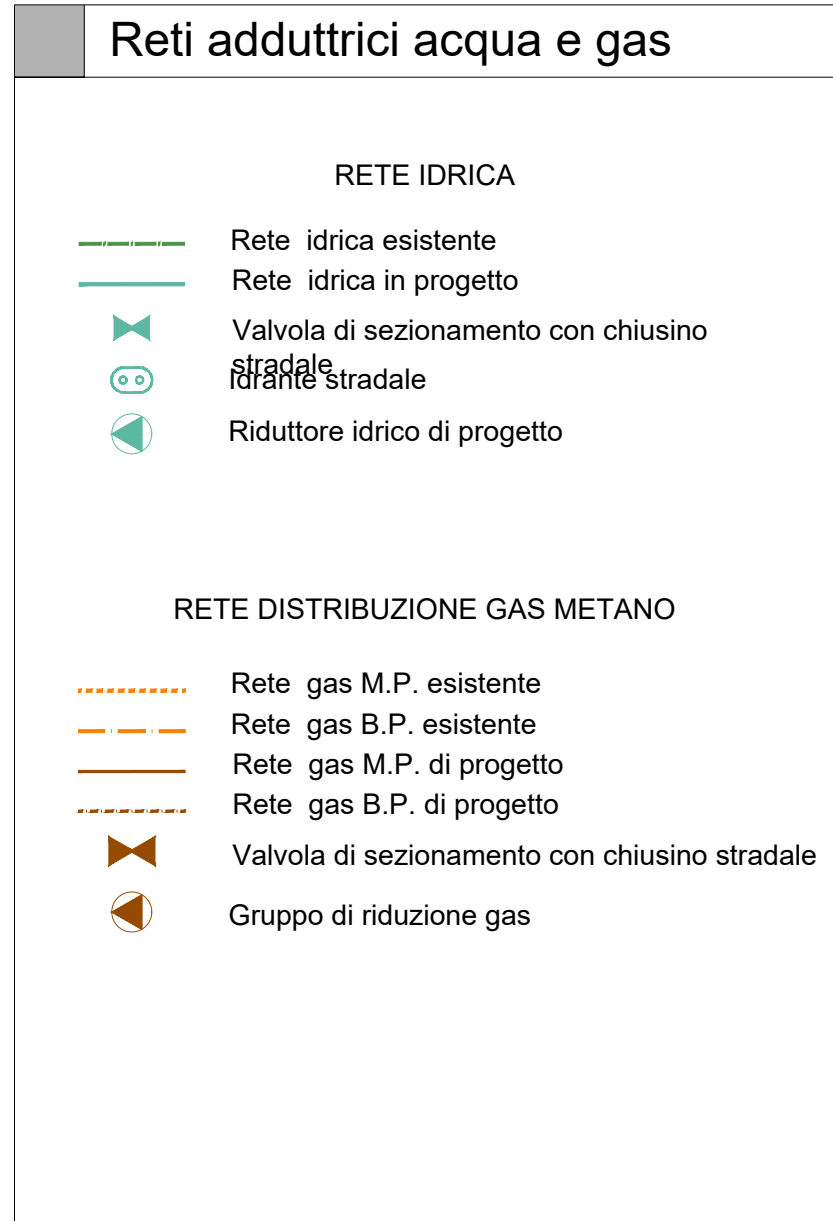 Reti adduttrici acqua e gas
RETE IDRICA
Rete idrica esistente
Rete idrica in progetto
Valvola di sezionamento con chiusino
stradale
Idrante stradale
Riduttore idrico di progetto
RETE DISTRIBUZIONE GAS METANO
Rete gas M.P. esistente
Rete gas B.P. esistente
Rete gas M.P. di progetto
Rete gas B.P. di progetto
Valvola di sezionamento con chiusino stradale
Gruppo di riduzione gas